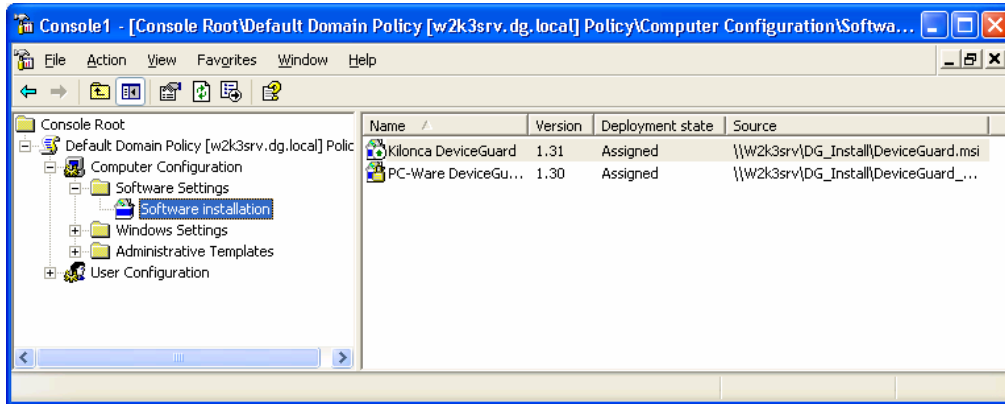 Console1 - [Console Root\Default Domain Policy [w2k3srv.dg.local] Policy\Computer Configuration\Softwa...
File Action View Favorites Window Help
Console Root
Default Domain Policy [w2k3srv.dg.local] Polic
Computer Configuration
Software Settings
Software installation
Windows Settings
Administrative Templates
User Configuration
Name Version Deployment state Source
Kilonca DeviceGuard 1.31 Assigned \\W2k3srv\DG_Install\DeviceGuard.msi
PC-Ware DeviceGu... 1.30 Assigned \\W2k3srv\DG_Install\DeviceGuard_...